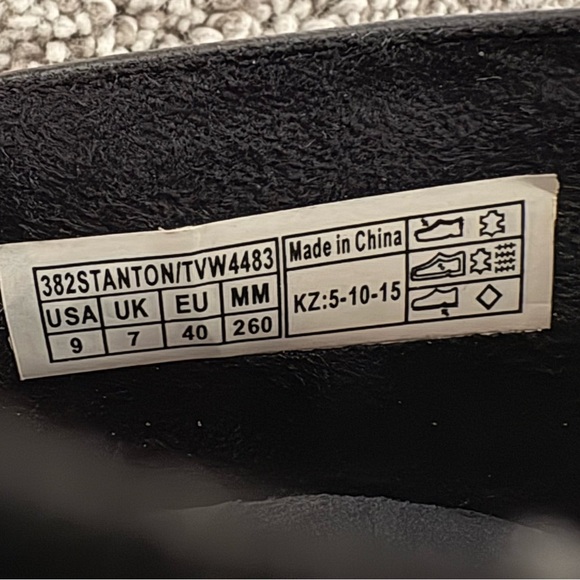 382STANTON/TVW4483
USA UK EU MM
9 7 40 260
Made in China
KZ:5-10-15